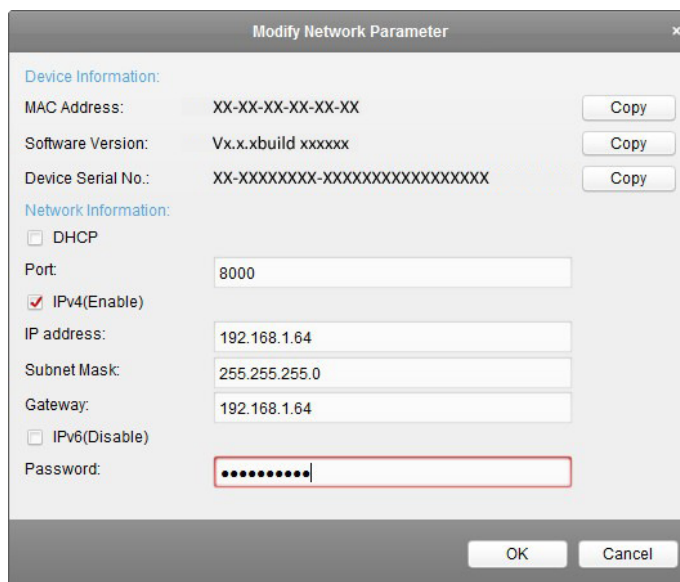 Modify Network Parameter ×
Device Information:
MAC Address: XX-XX-XX-XX-XX-XX Copy
Software Version: Vx.x.xbuild xxxxxx Copy
Device Serial No.: XX-XXXXXXXX-XXXXXXXXXXXXXXXXX Copy
Network Information:
DHCP
Port: 8000
IPv4(Enable)
IP address: 192.168.1.64
Subnet Mask: 255.255.255.0
Gateway: 192.168.1.64
IPv6(Disable)
Password: ●●●●●●●●●●
OK Cancel